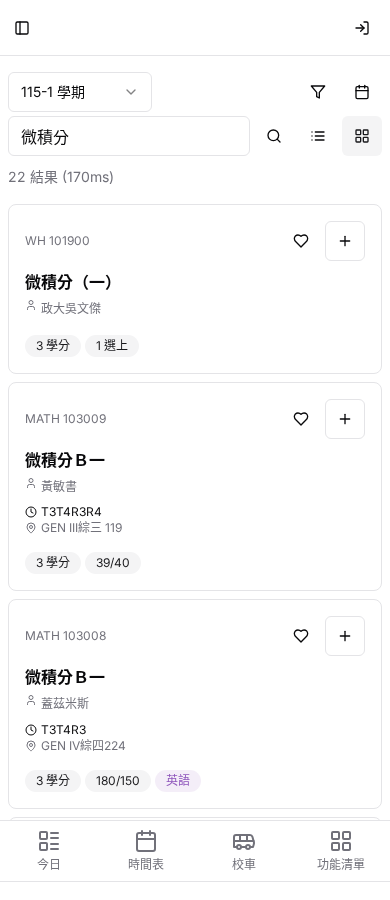 115-1 學期
微積分
22 結果 (170ms)
WH 101900
微積分（一）
政大吳文傑
3 學分 1 選上
MATH 103009
微積分Ｂ一
黃敏書
T3T4R3R4
GEN III綜三 119
3 學分 39/40
MATH 103008
微積分Ｂ一
蓋茲米斯
T3T4R3
GEN IV綜四224
3 學分 180/150 英語
今日 時間表 校車 功能清單